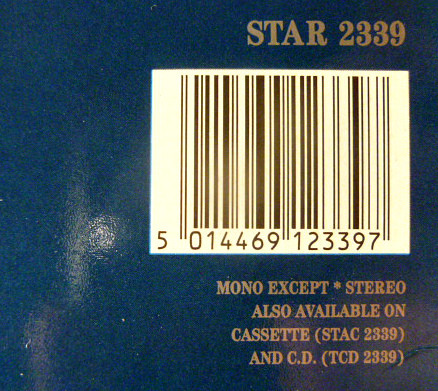 STAR 2339
5 014469 123397
MONO EXCEPT * STEREO
ALSO AVAILABLE ON
CASSETTE (STAC 2339)
AND C.D. (TCD 2339)